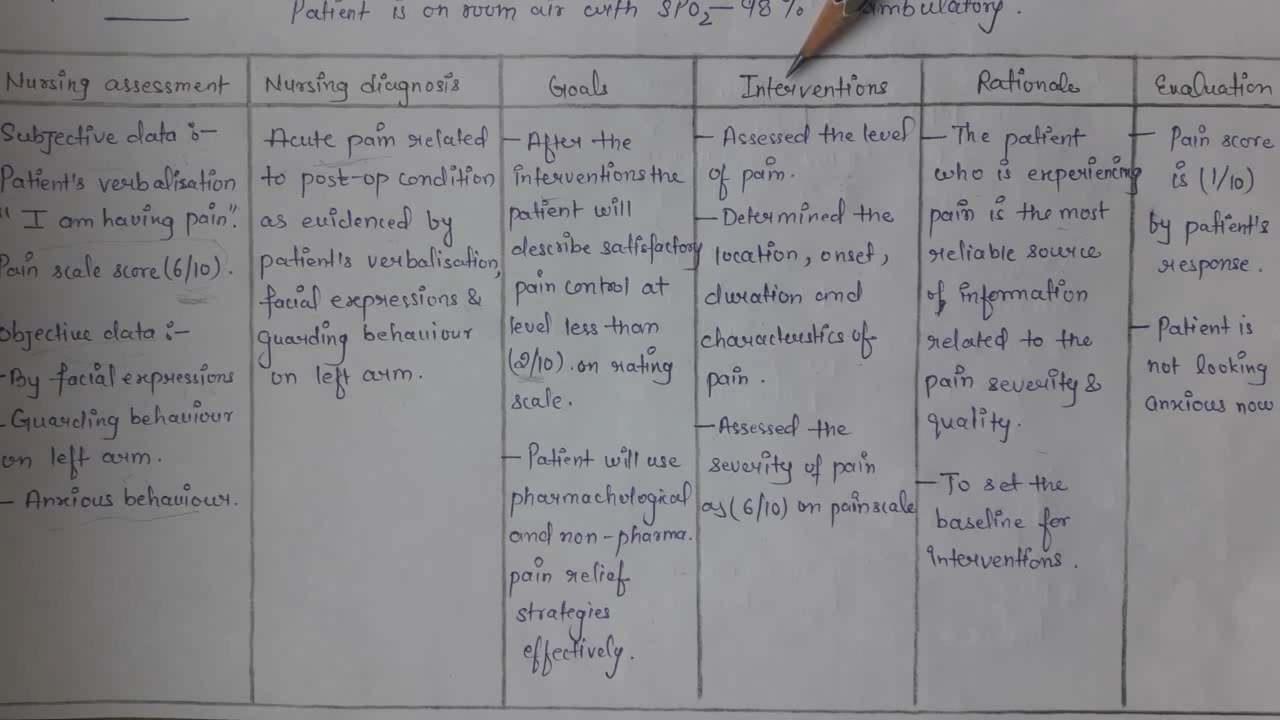 Patient is on room air with SPO2 – 98% ambulatory.
Nursing assessment
Subjective data :-
Patient's verbalisation
" I am having pain".
Pain scale score (6/10).
Objective data :-
- By facial expressions
- Guarding behaviour
on left arm.
- Anxious behaviour.
Nursing diagnosis
Acute pain related
to post-op condition
as evidenced by
patient's verbalisation,
facial expressions &
guarding behaviour
on left arm.
Goals
- After the
interventions the
patient will
describe satisfactory
pain control at
level less than
(2/10). on rating
scale.
- Patient will use
pharmachological
and non-pharma.
pain relief
strategies
effectively.
Interventions
- Assessed the level
of pain.
- Determined the
location, onset,
duration and
characteristics of
pain.
- Assessed the
severity of pain
as (6/10) on pain scale
Rationale
- The patient
who is experiencing
pain is the most
reliable source
of information
related to the
pain severity &
quality.
- To set the
baseline for
interventions.
Evaluation
- Pain score
is (1/10)
by patient's
response.
- Patient is
not looking
anxious now